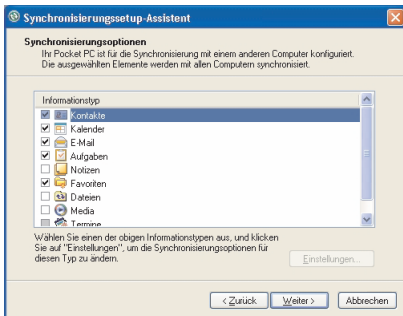 Synchronisierungssetup-Assistent
Synchronisierungsoptionen
Ihr Pocket PC ist für die Synchronisierung mit einem anderen Computer konfiguriert.
Die ausgewählten Elemente werden mit allen Computern synchronisiert.
Informationstyp
Kontakte
Kalender
E-Mail
Aufgaben
Notizen
Favoriten
Dateien
Media
Termine
Wählen Sie einen der obigen Informationstypen aus, und klicken
Sie auf "Einstellungen", um die Synchronisierungsoptionen für
diesen Typ zu ändern.
Einstellungen...
< Zurück
Weiter >
Abbrechen